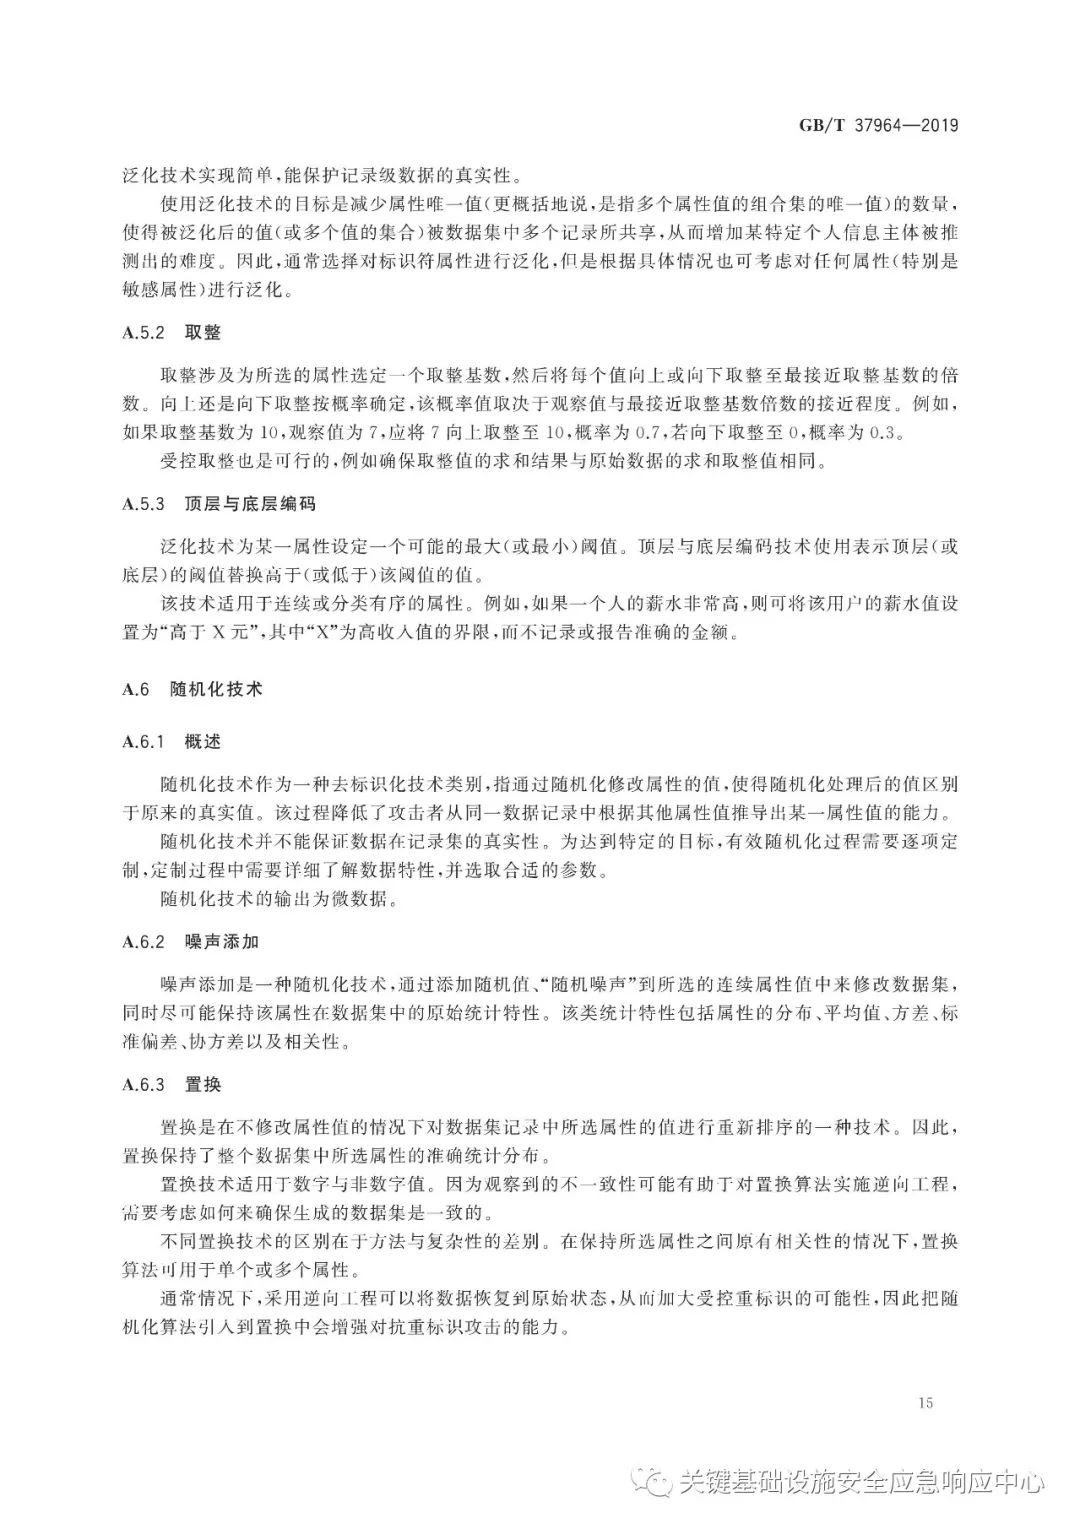 GB/T 37964—2019
泛化技术实现简单,能保护记录级数据的真实性。
使用泛化技术的目标是减少属性唯一值(更概括地说,是指多个属性值的组合集的唯一值)的数量,
使得被泛化后的值(或多个值的集合)被数据集中多个记录所共享,从而增加某特定个人信息主体被推
测出的难度。因此,通常选择对标识符属性进行泛化,但是根据具体情况也可考虑对任何属性(特别是
敏感属性)进行泛化。
A.5.2 取整
取整涉及为所选的属性选定一个取整基数,然后将每个值向上或向下取整至最接近取整基数的倍
数。向上还是向下取整按概率确定,该概率值取决于观察值与最接近取整基数倍数的接近程度。例如,
如果取整基数为 10,观察值为 7,应将 7 向上取整至 10,概率为 0.7,若向下取整至 0,概率为 0.3。
受控取整也是可行的,例如确保取整值的求和结果与原始数据的求和取整值相同。
A.5.3 顶层与底层编码
泛化技术为某一属性设定一个可能的最大(或最小)阈值。顶层与底层编码技术使用表示顶层(或
底层)的阈值替换高于(或低于)该阈值的值。
该技术适用于连续或分类有序的属性。例如,如果一个人的薪水非常高,则可将该用户的薪水值设
置为“高于 X 元”,其中“X”为高收入值的界限,而不记录或报告准确的金额。
A.6 随机化技术
A.6.1 概述
随机化技术作为一种去标识化技术类别,指通过随机化修改属性的值,使得随机化处理后的值区别
于原来的真实值。该过程降低了攻击者从同一数据记录中根据其他属性值推导出某一属性值的能力。
随机化技术并不能保证数据在记录集的真实性。为达到特定的目标,有效随机化过程需要逐项定
制,定制过程中需要详细了解数据特性,并选取合适的参数。
随机化技术的输出为微数据。
A.6.2 噪声添加
噪声添加是一种随机化技术,通过添加随机值、“随机噪声”到所选的连续属性值中来修改数据集,
同时尽可能保持该属性在数据集中的原始统计特性。该类统计特性包括属性的分布、平均值、方差、标
准偏差、协方差以及相关性。
A.6.3 置换
置换是在不修改属性值的情况下对数据集记录中所选属性的值进行重新排序的一种技术。因此,
置换保持了整个数据集中所选属性的准确统计分布。
置换技术适用于数字与非数字值。因为观察到的不一致性可能有助于对置换算法实施逆向工程,
需要考虑如何来确保生成的数据集是一致的。
不同置换技术的区别在于方法与复杂性的差别。在保持所选属性之间原有相关性的情况下,置换
算法可用于单个或多个属性。
通常情况下,采用逆向工程可以将数据恢复到原始状态,从而加大受控重标识的可能性,因此把随
机化算法引入到置换中会增强对抗重标识攻击的能力。
15
关键基础设施安全应急响应中心